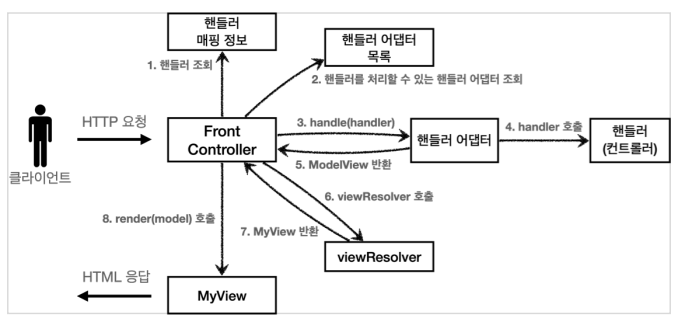 핸들러
매핑 정보
핸들러 어댑터
목록
1. 핸들러 조회
2. 핸들러를 처리할 수 있는 핸들러 어댑터 조회
HTTP 요청
Front
Controller
3. handle(handler)
핸들러 어댑터
4. handler 호출
핸들러
(컨트롤러)
5. ModelView 반환
클라이언트
6. viewResolver 호출
8. render(model) 호출
7. MyView 반환
viewResolver
HTML 응답
MyView